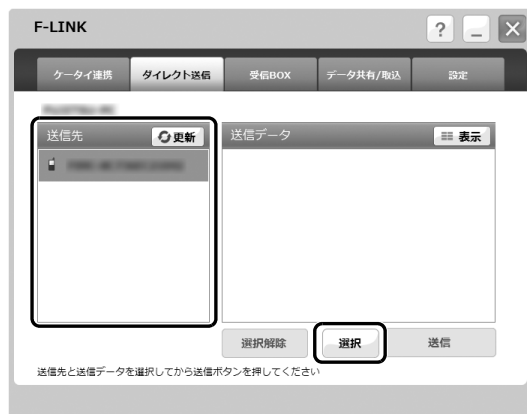 F-LINK
ケータイ連携 ダイレクト送信 受信BOX データ共有/取込 設定
送信先 更新 送信データ 表示
選択解除 選択 送信
送信先と送信データを選択してから送信ボタンを押してください